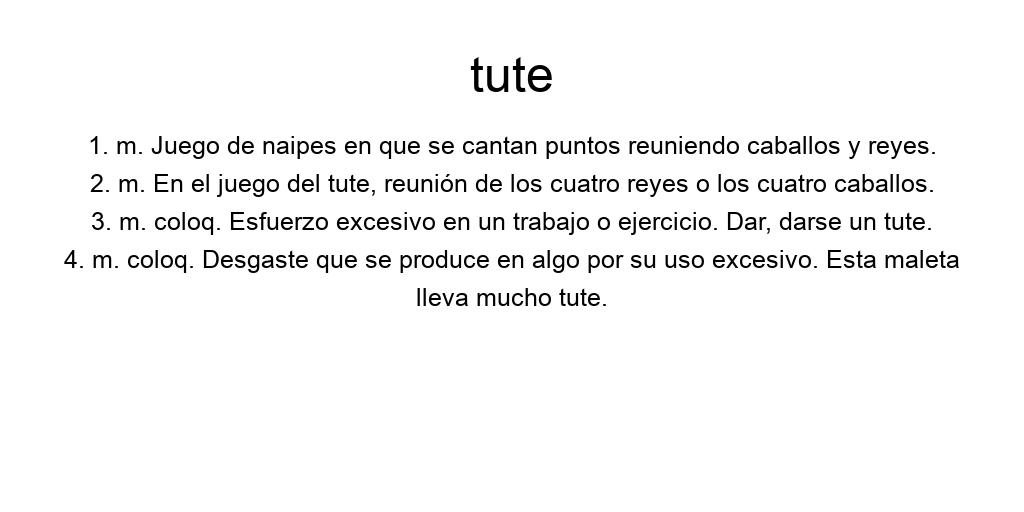 tute
1. m. Juego de naipes en que se cantan puntos reuniendo caballos y reyes.
2. m. En el juego del tute, reunión de los cuatro reyes o los cuatro caballos.
3. m. coloq. Esfuerzo excesivo en un trabajo o ejercicio. Dar, darse un tute.
4. m. coloq. Desgaste que se produce en algo por su uso excesivo. Esta maleta
lleva mucho tute.